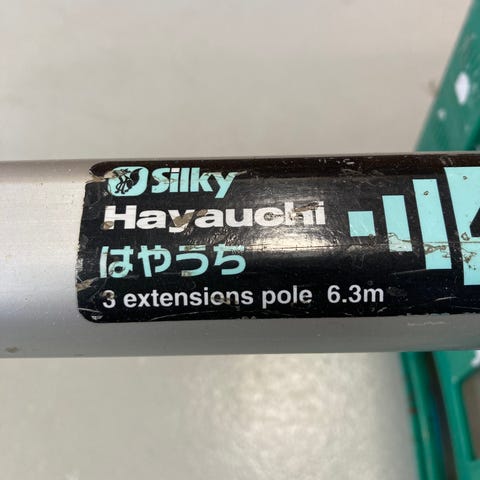 Silky
Hayauchi
はやうち
3 extensions pole 6.3m